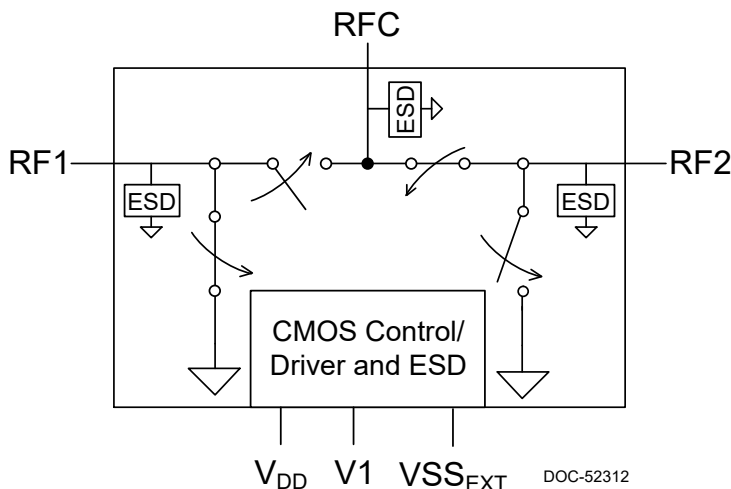 RFC
ESD
RF1
RF2
ESD
ESD
CMOS Control/
Driver and ESD
VDD V1 VSSEXT
DOC-52312